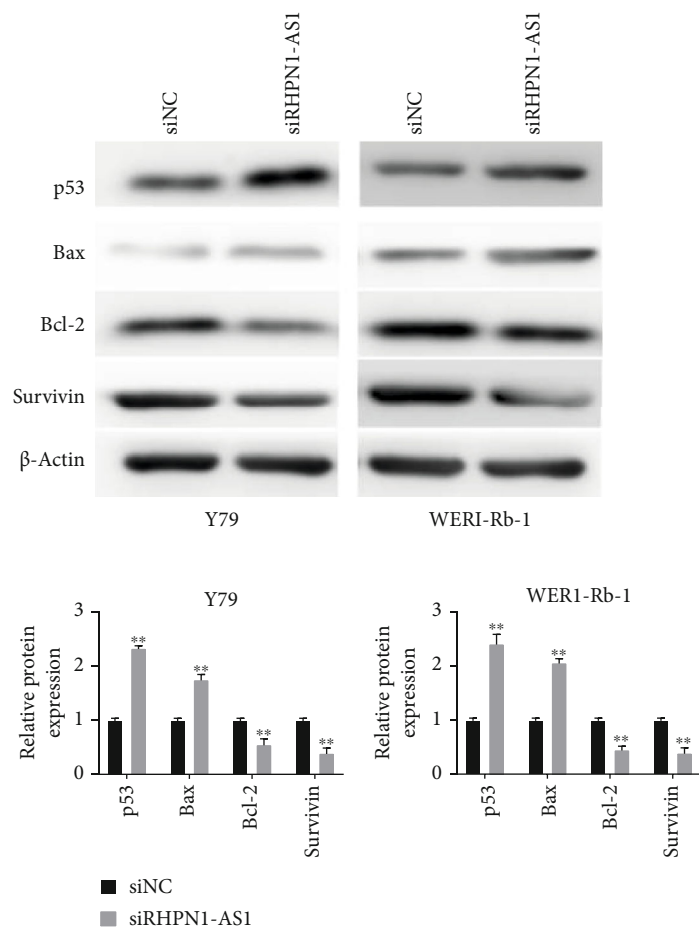 siNC
siRHPN1-AS1
siNC
siRHPN1-AS1
p53
Bax
Bcl-2
Survivin
β-Actin
Y79
WERI-Rb-1
Y79
Relative protein
expression
3
2
1
0
**
**
**
**
p53
Bax
Bcl-2
Survivin
WER1-Rb-1
Relative protein
expression
3
2
1
0
**
**
**
**
p53
Bax
Bcl-2
Survivin
siNC
siRHPN1-AS1